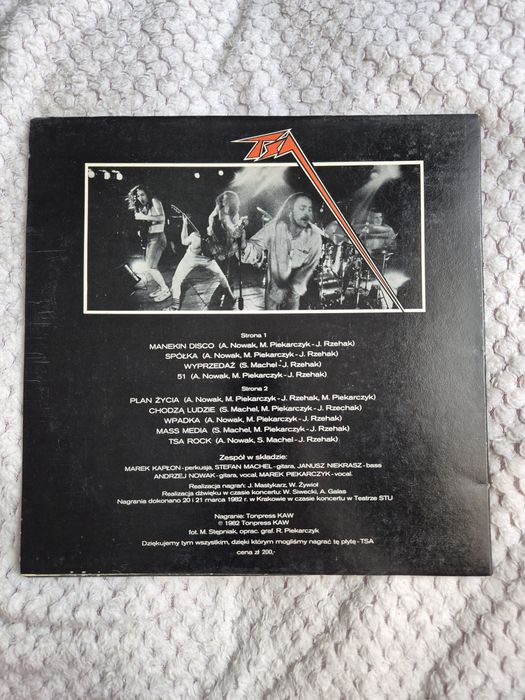 TSA
Strona 1
MANEKIN DISCO (A. Nowak, M. Piekarczyk - J. Rzehak)
SPÓŁKA (A. Nowak, M. Piekarczyk - J. Rzehak)
WYPRZEDAŻ (S. Machel - J. Rzehak)
51 (A. Nowak, M. Piekarczyk - J. Rzehak)
Strona 2
PLAN ŻYCIA (A. Nowak, M. Piekarczyk - J. Rzehak, M. Piekarczyk)
CHODZĄ LUDZIE (S. Machel, M. Piekarczyk - J. Rzechak)
WPADKA (A. Nowak, M. Piekarczyk - J. Rzehak)
MASS MEDIA (S. Machel, M. Piekarczyk - J. Rzehak)
TSA ROCK (A. Nowak, S. Machel - J. Rzehak)
Zespół w składzie:
MAREK KAPŁON - perkusja, STEFAN MACHEL - gitara, JANUSZ NIEKRASZ - bass
ANDRZEJ NOWAK - gitara, vocal, MAREK PIEKARCZYK - vocal.
Realizacja nagrań: J. Mastykarz, W. Żywioł
Realizacja dźwięku w czasie koncertu: W. Siwecki, A. Galas
Nagrania dokonano 20 i 21 marca 1982 r. w Krakowie w czasie koncertu w Teatrze STU
Nagranie: Tonpress KAW
℗ 1982 Tonpress KAW
fot. M. Stępniak, oprac. graf. R. Piekarczyk
Dziękujemy tym wszystkim, dzięki którym mogliśmy nagrać tę płytę - TSA
cena zł 200,-